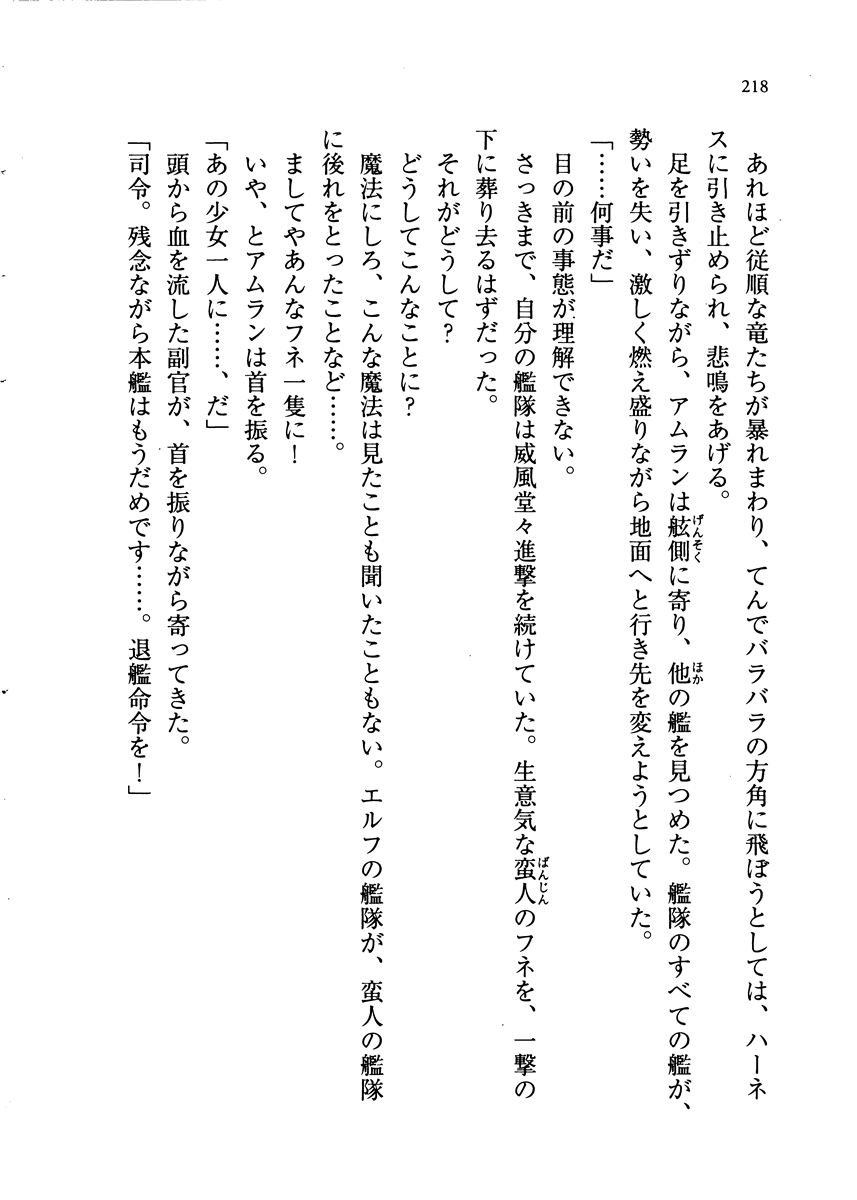 218
　あれほど従順な竜たちが暴れまわり、てんでバラバラの方角に飛ぼうとしては、ハーネ
スに引き止められ、悲鳴をあげる。
　足を引きずりながら、アムランは舷側に寄り、他の艦を見つめた。艦隊のすべての艦が、
勢いを失い、激しく燃え盛りながら地面へと行き先を変えようとしていた。
「……何事だ」
　目の前の事態が理解できない。
　さっきまで、自分の艦隊は威風堂々進撃を続けていた。生意気な蛮人のフネを、一撃の
下に葬り去るはずだった。
　それがどうして？
　どうしてこんなことに？
　魔法にしろ、こんな魔法は見たことも聞いたこともない。エルフの艦隊が、蛮人の艦隊
に後れをとったことなど……。
　ましてやあんなフネ一隻に！
　いや、とアムランは首を振る。
「あの少女一人に……、だ」
　頭から血を流した副官が、首を振りながら寄ってきた。
「司令。残念ながら本艦はもうだめです……。退艦命令を！」